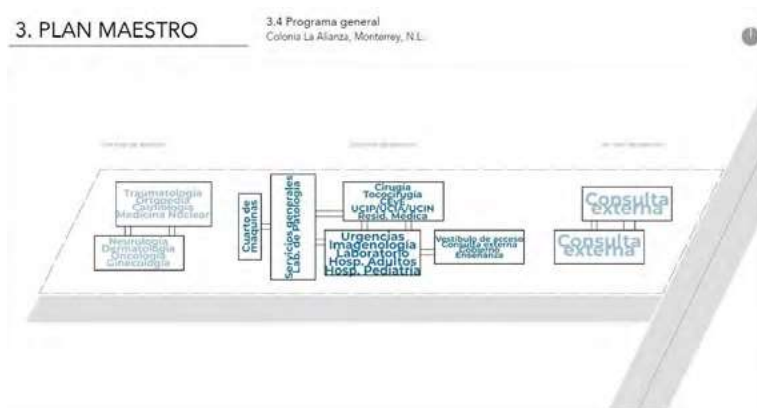 3. PLAN MAESTRO
3.4 Programa general
Colonia La Alianza, Monterrey, N.L.
Traumatología
Ortopedia
Cardiología
Medicina Nuclear
Neurología
Dermatología
Oncología
Ginecología
Cuarto de
maquinas
Servicios generales
Lab. de Patología
Cirugía
Tococirugía
CEyE
UCIP/UCIA/UCIN
Resid. Médica
Urgencias
Imagenología
Laboratorio
Hosp. Adultos
Hosp. Pediatría
Vestíbulo de acceso
Consulta externa
Gobierno
Enseñanza
Consulta
externa
Consulta
externa